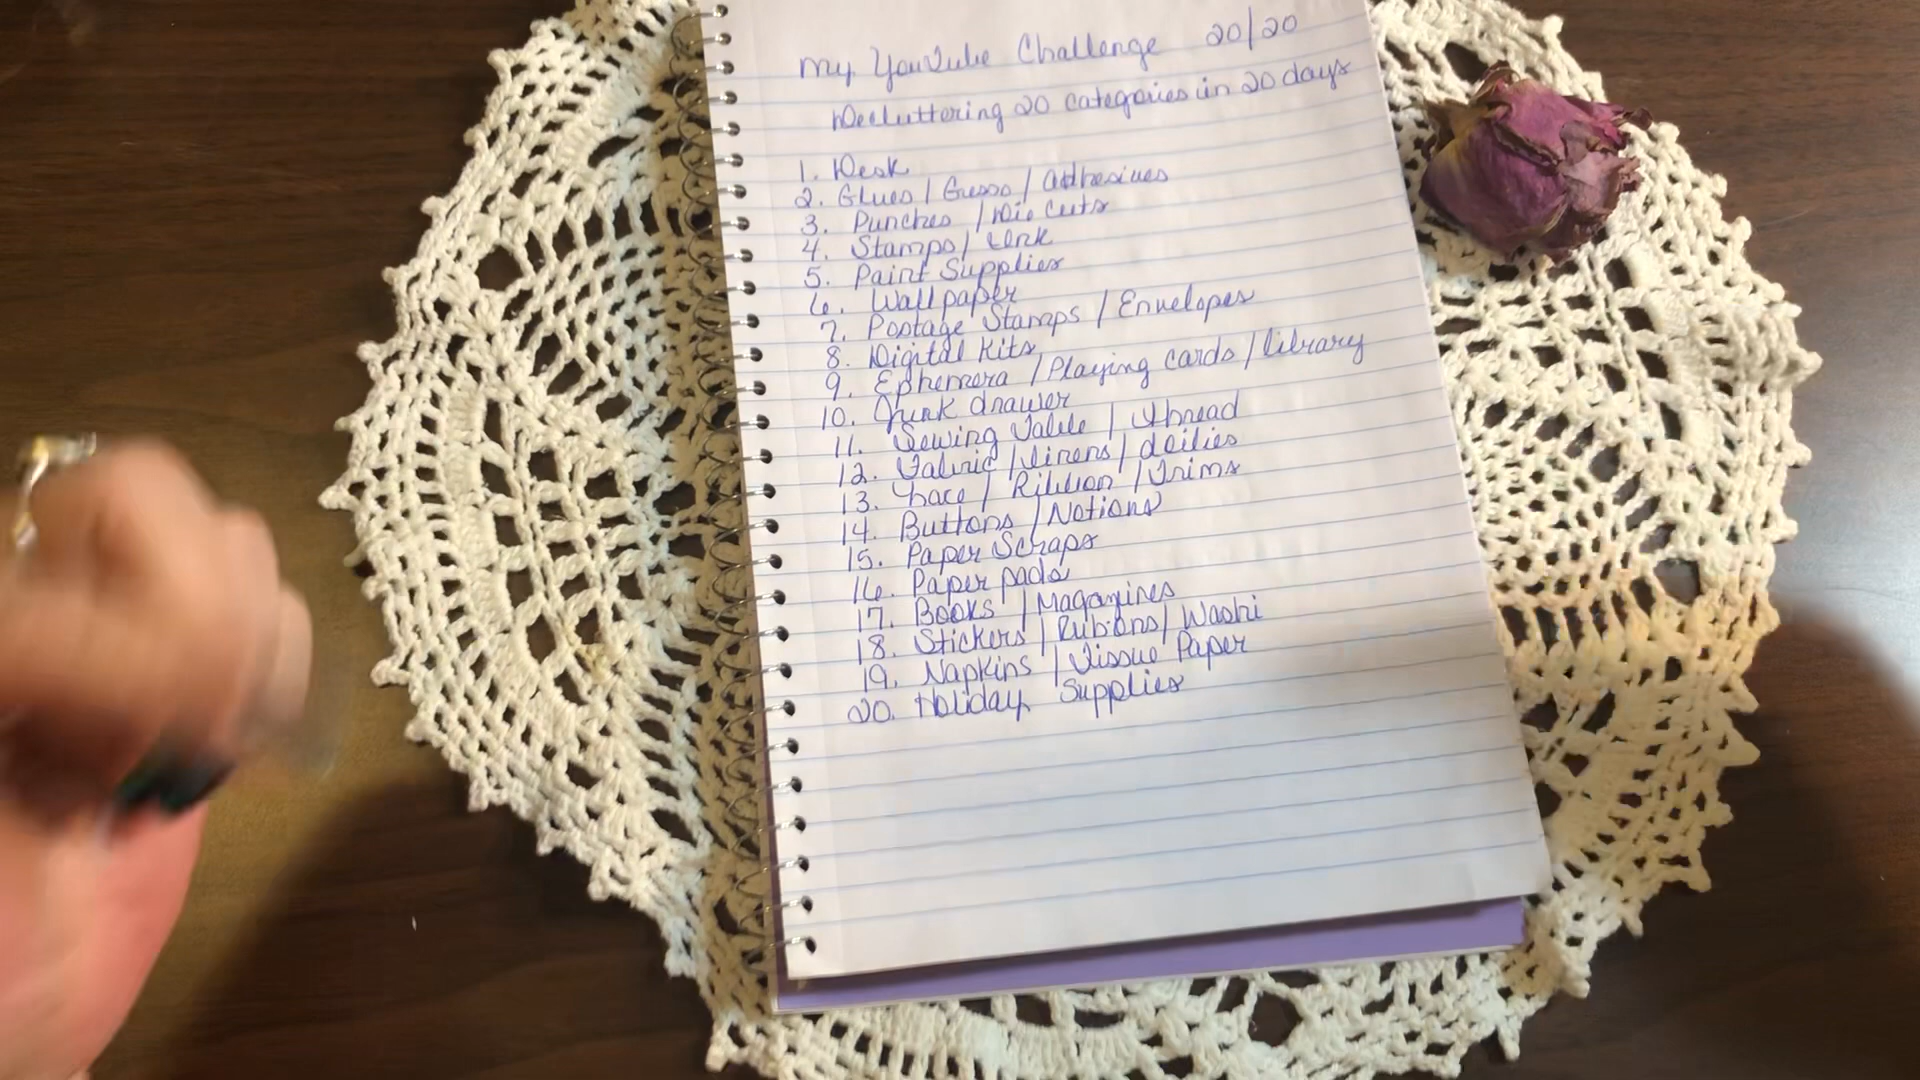 My YouTube Challenge 20/20
Decluttering 20 categories in 20 days
1. Desk
2. Glues / Gesso / Adhesives
3. Punches / Die Cuts
4. Stamps / Ink
5. Paint Supplies
6. Wallpaper
7. Postage Stamps / Envelopes
8. Digital Kits
9. Ephemera / Playing cards / library
10. Junk drawer
11. Sewing Table / Thread
12. Fabric / Linens / doilies
13. Lace / Ribbon / Trims
14. Buttons / Notions
15. Paper Scraps
16. Paper pads
17. Books / Magazines
18. Stickers / Rubons / Washi
19. Napkins / Tissue Paper
20. Holiday Supplies